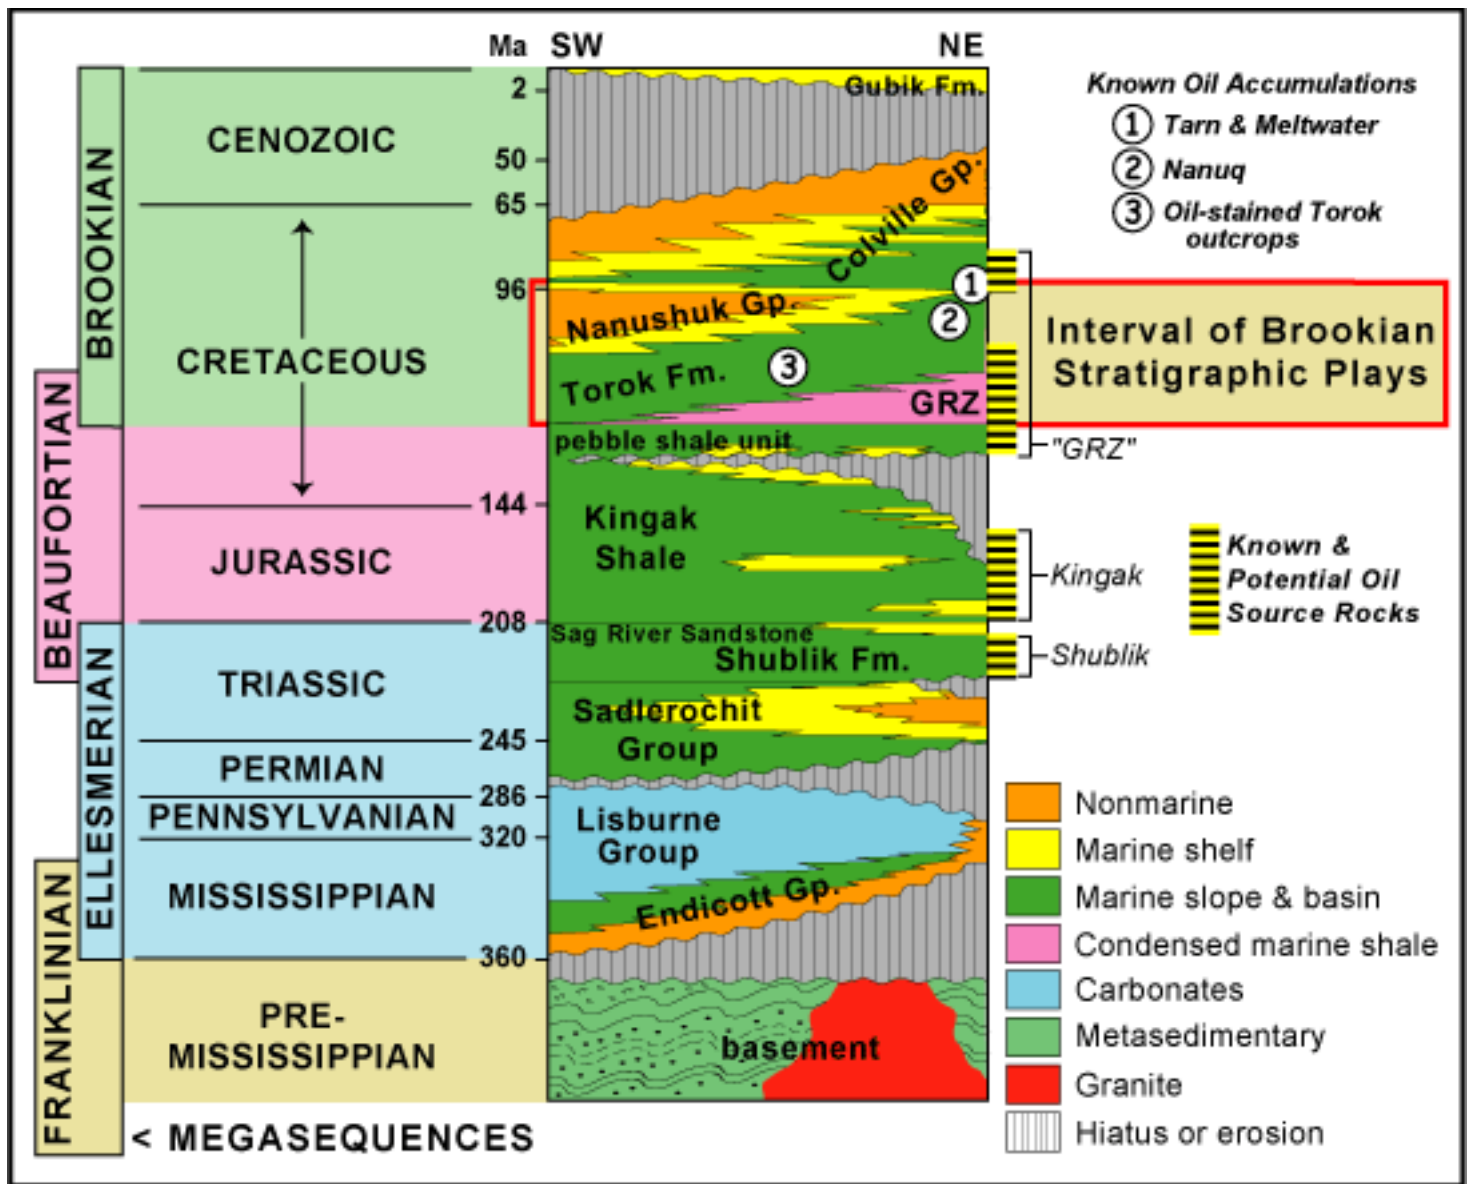 Ma SW NE
BROOKIAN
BEAUFORTIAN
ELLESMERIAN
FRANKLINIAN
CENOZOIC
CRETACEOUS
JURASSIC
TRIASSIC
PERMIAN
PENNSYLVANIAN
MISSISSIPPIAN
PRE-
MISSISSIPPIAN
< MEGASEQUENCES
2
50
65
96
144
208
245
286
320
360
Gubik Fm.
Colville Gp.
Nanushuk Gp.
1
2
3
Torok Fm.
GRZ
pebble shale unit
Kingak
Shale
Sag River Sandstone
Shublik Fm.
Sadlerochit
Group
Lisburne
Group
Endicott Gp.
basement
Known Oil Accumulations
1 Tarn & Meltwater
2 Nanuq
3 Oil-stained Torok
outcrops
Interval of Brookian
Stratigraphic Plays
"GRZ"
Kingak
Shublik
Known &
Potential Oil
Source Rocks
Nonmarine
Marine shelf
Marine slope & basin
Condensed marine shale
Carbonates
Metasedimentary
Granite
Hiatus or erosion